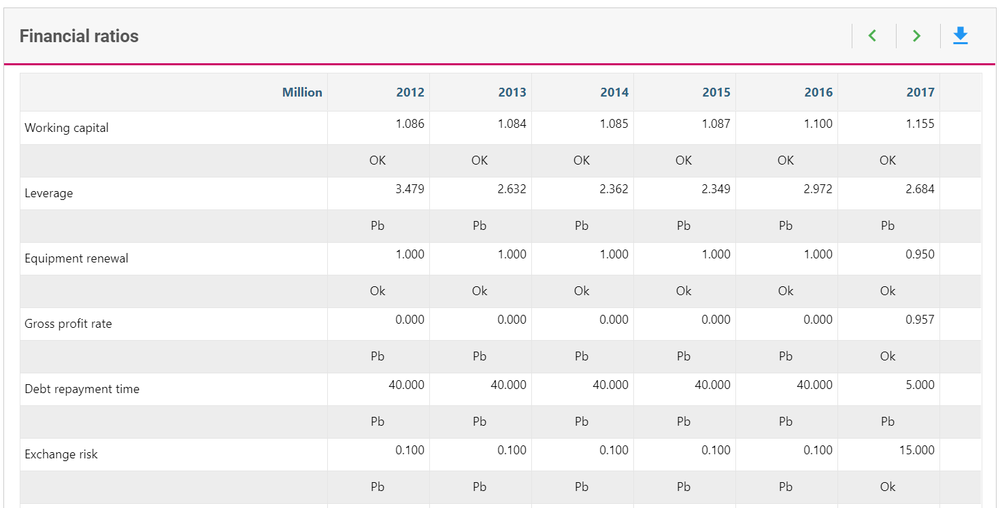 Financial ratios
Million 2012 2013 2014 2015 2016 2017
Working capital 1.086 1.084 1.085 1.087 1.100 1.155
OK OK OK OK OK OK
Leverage 3.479 2.632 2.362 2.349 2.972 2.684
Pb Pb Pb Pb Pb Pb
Equipment renewal 1.000 1.000 1.000 1.000 1.000 0.950
Ok Ok Ok Ok Ok Ok
Gross profit rate 0.000 0.000 0.000 0.000 0.000 0.957
Pb Pb Pb Pb Pb Ok
Debt repayment time 40.000 40.000 40.000 40.000 40.000 5.000
Pb Pb Pb Pb Pb Pb
Exchange risk 0.100 0.100 0.100 0.100 0.100 15.000
Pb Pb Pb Pb Pb Ok